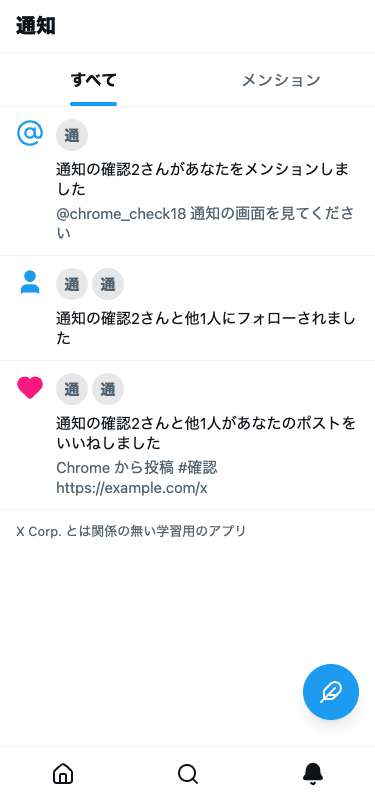 通知
すべて
メンション
通
通知の確認2さんがあなたをメンションしま
した
@chrome_check18 通知の画面を見てくださ
い
通 通
通知の確認2さんと他1人にフォローされまし
た
通 通
通知の確認2さんと他1人があなたのポストを
いいねしました
Chrome から投稿 #確認
https://example.com/x
X Corp. とは関係の無い学習用のアプリ